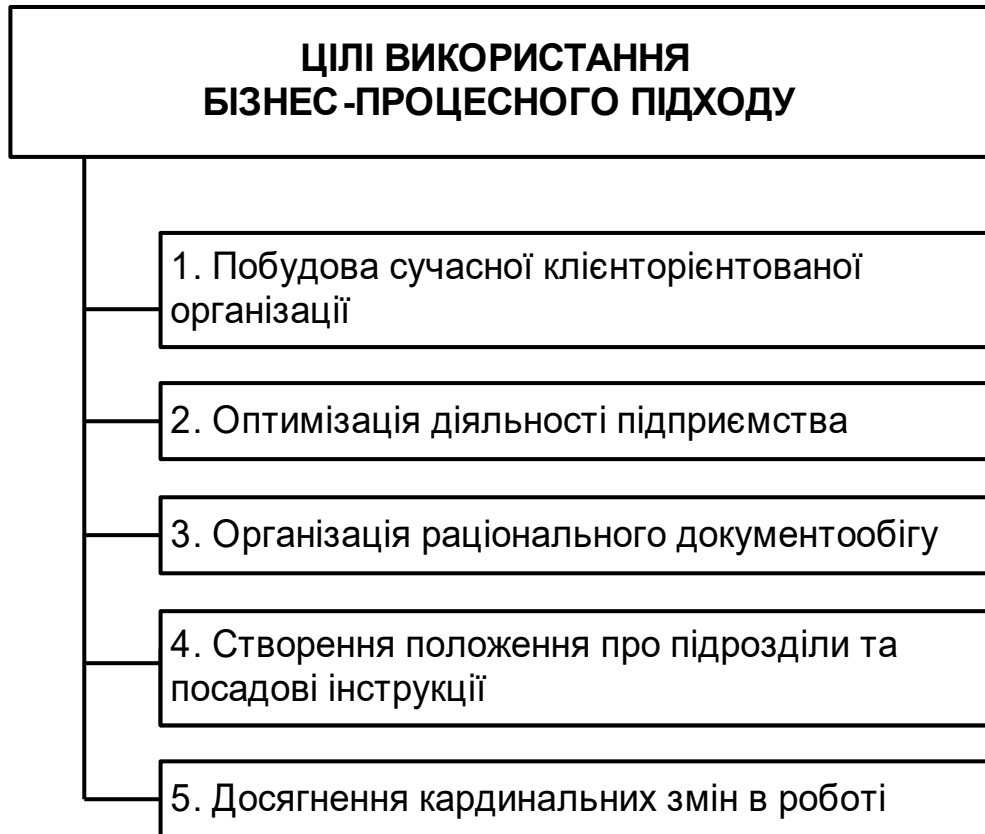 ЦІЛІ ВИКОРИСТАННЯ
БІЗНЕС-ПРОЦЕСНОГО ПІДХОДУ
1. Побудова сучасної клієнторієнтованої
організації
2. Оптимізація діяльності підприємства
3. Організація раціонального документообігу
4. Створення положення про підрозділи та
посадові інструкції
5. Досягнення кардинальних змін в роботі